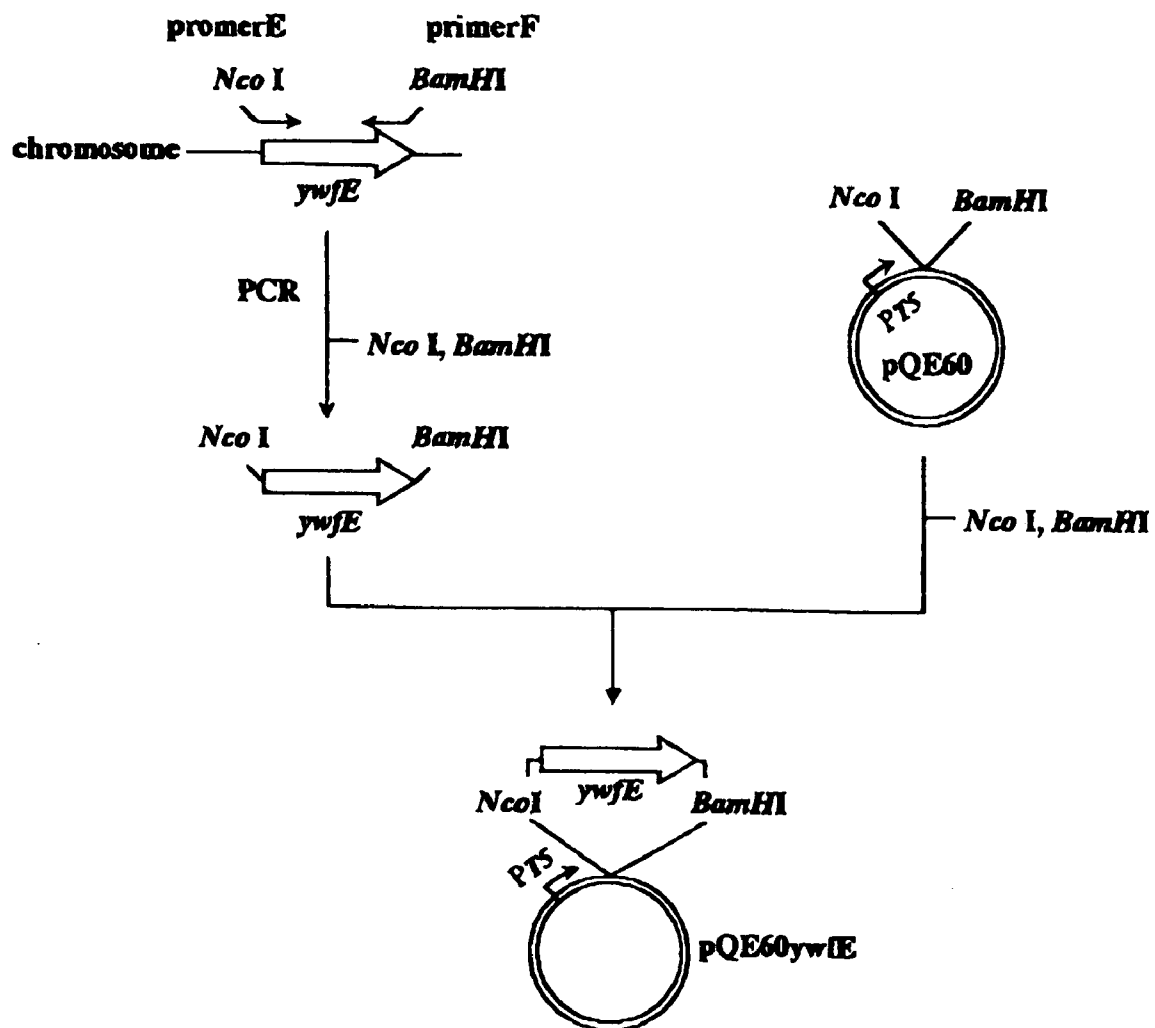 promerE primerF
Nco I BamHI
chromosome
ywfE
Nco I BamHI
PCR
PT5
pQE60
Nco I, BamHI
Nco I BamHI
ywfE
Nco I, BamHI
ywfE
NcoI BamHI
PT5
pQE60ywfE